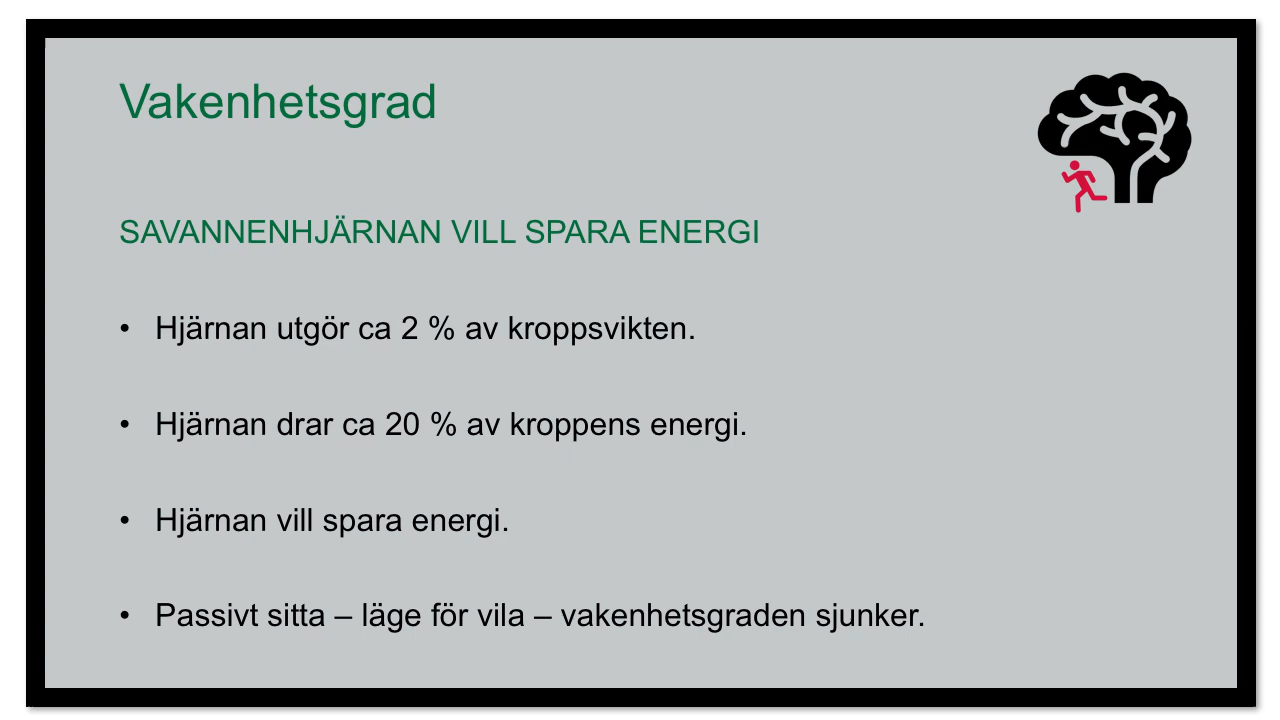 Vakenhetsgrad
SAVANNENHJÄRNAN VILL SPARA ENERGI
• Hjärnan utgör ca 2 % av kroppsvikten.
• Hjärnan drar ca 20 % av kroppens energi.
• Hjärnan vill spara energi.
• Passivt sitta – läge för vila – vakenhetsgraden sjunker.